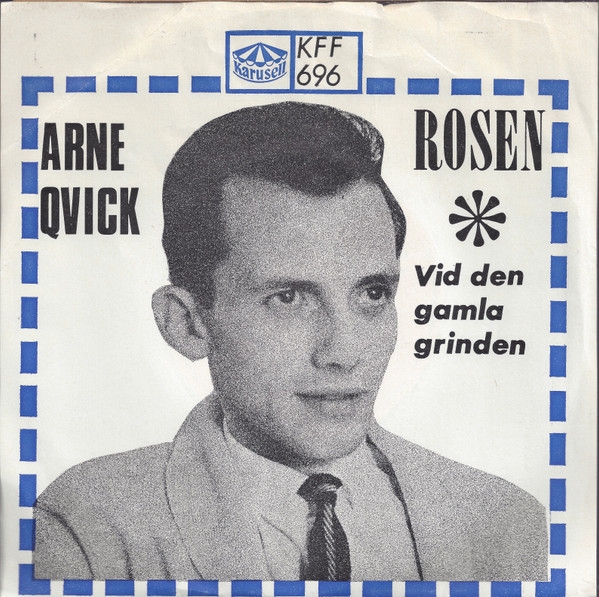 Karusell
KFF
696
ARNE
QVICK
ROSEN
Vid den
gamla
grinden